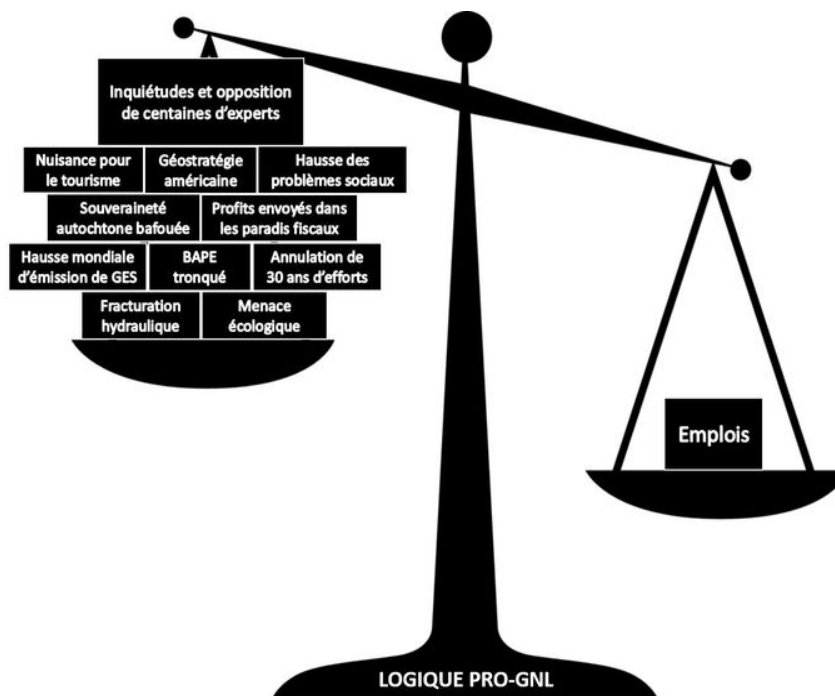 Inquiétudes et opposition
de centaines d'experts
Nuisance pour
le tourisme
Géostratégie
américaine
Hausse des
problèmes sociaux
Souveraineté
autochtone bafouée
Profits envoyés dans
les paradis fiscaux
Hausse mondiale
d'émission de GES
BAPE
tronqué
Annulation de
30 ans d'efforts
Fracturation
hydraulique
Menace
écologique
Emplois
LOGIQUE PRO-GNL